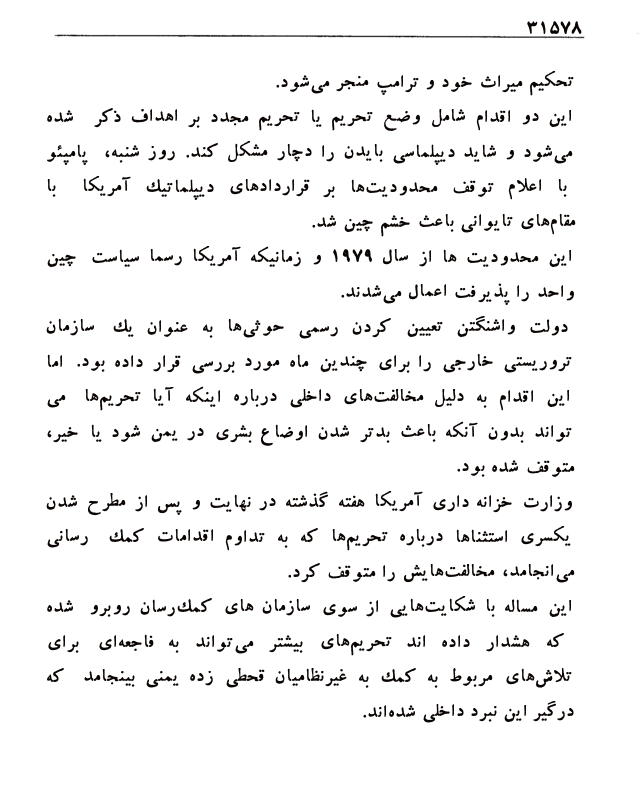 ۳۱۵۷۸
تحکیم میراث خود و ترامپ منجر می‌شود.
این دو اقدام شامل وضع تحریم یا تحریم مجدد بر اهداف ذکر شده
می‌شود و شاید دیپلماسی بایدن را دچار مشکل کند. روز شنبه، پامپئو
با اعلام توقف محدودیت‌ها بر قراردادهای دیپلماتیك آمریکا با
مقام‌های تایوانی باعث خشم چین شد.
این محدودیت ها از سال ۱۹۷۹ و زمانیکه آمریکا رسما سیاست چین
واحد را پذیرفت اعمال می‌شدند.
دولت واشنگتن تعیین کردن رسمی حوثی‌ها به عنوان یك سازمان
تروریستی خارجی را برای چندین ماه مورد بررسی قرار داده بود. اما
این اقدام به دلیل مخالفت‌های داخلی درباره اینکه آیا تحریم‌ها می
تواند بدون آنکه باعث بدتر شدن اوضاع بشری در یمن شود یا خیر،
متوقف شده بود.
وزارت خزانه داری آمریکا هفته گذشته در نهایت و پس از مطرح شدن
یکسری استثناها درباره تحریم‌ها که به تداوم اقدامات کمك رسانی
می‌انجامد، مخالفت‌هایش را متوقف کرد.
این مساله با شکایت‌هایی از سوی سازمان های کمك‌رسان روبرو شده
که هشدار داده اند تحریم‌های بیشتر می‌تواند به فاجعه‌ای برای
تلاش‌های مربوط به کمك به غیرنظامیان قحطی زده یمنی بینجامد که
درگیر این نبرد داخلی شده‌اند.